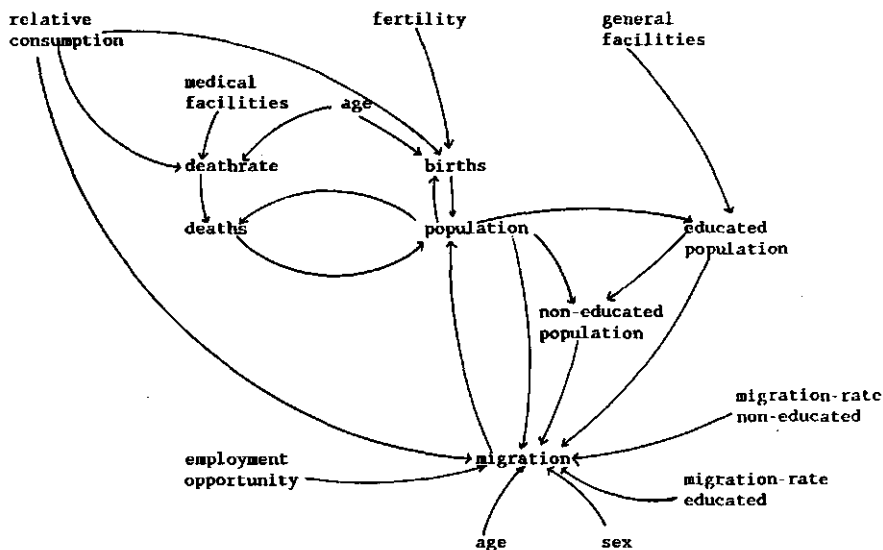 relative
consumption
fertility
general
facilities
medical
facilities
age
deathrate
births
deaths
population
educated
population
non-educated
population
migration-rate
non-educated
employment
opportunity
migration
migration-rate
educated
age
sex